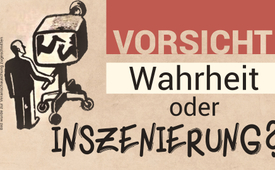 VORSICHT
Wahrheit
oder
INSZENIERUNG?